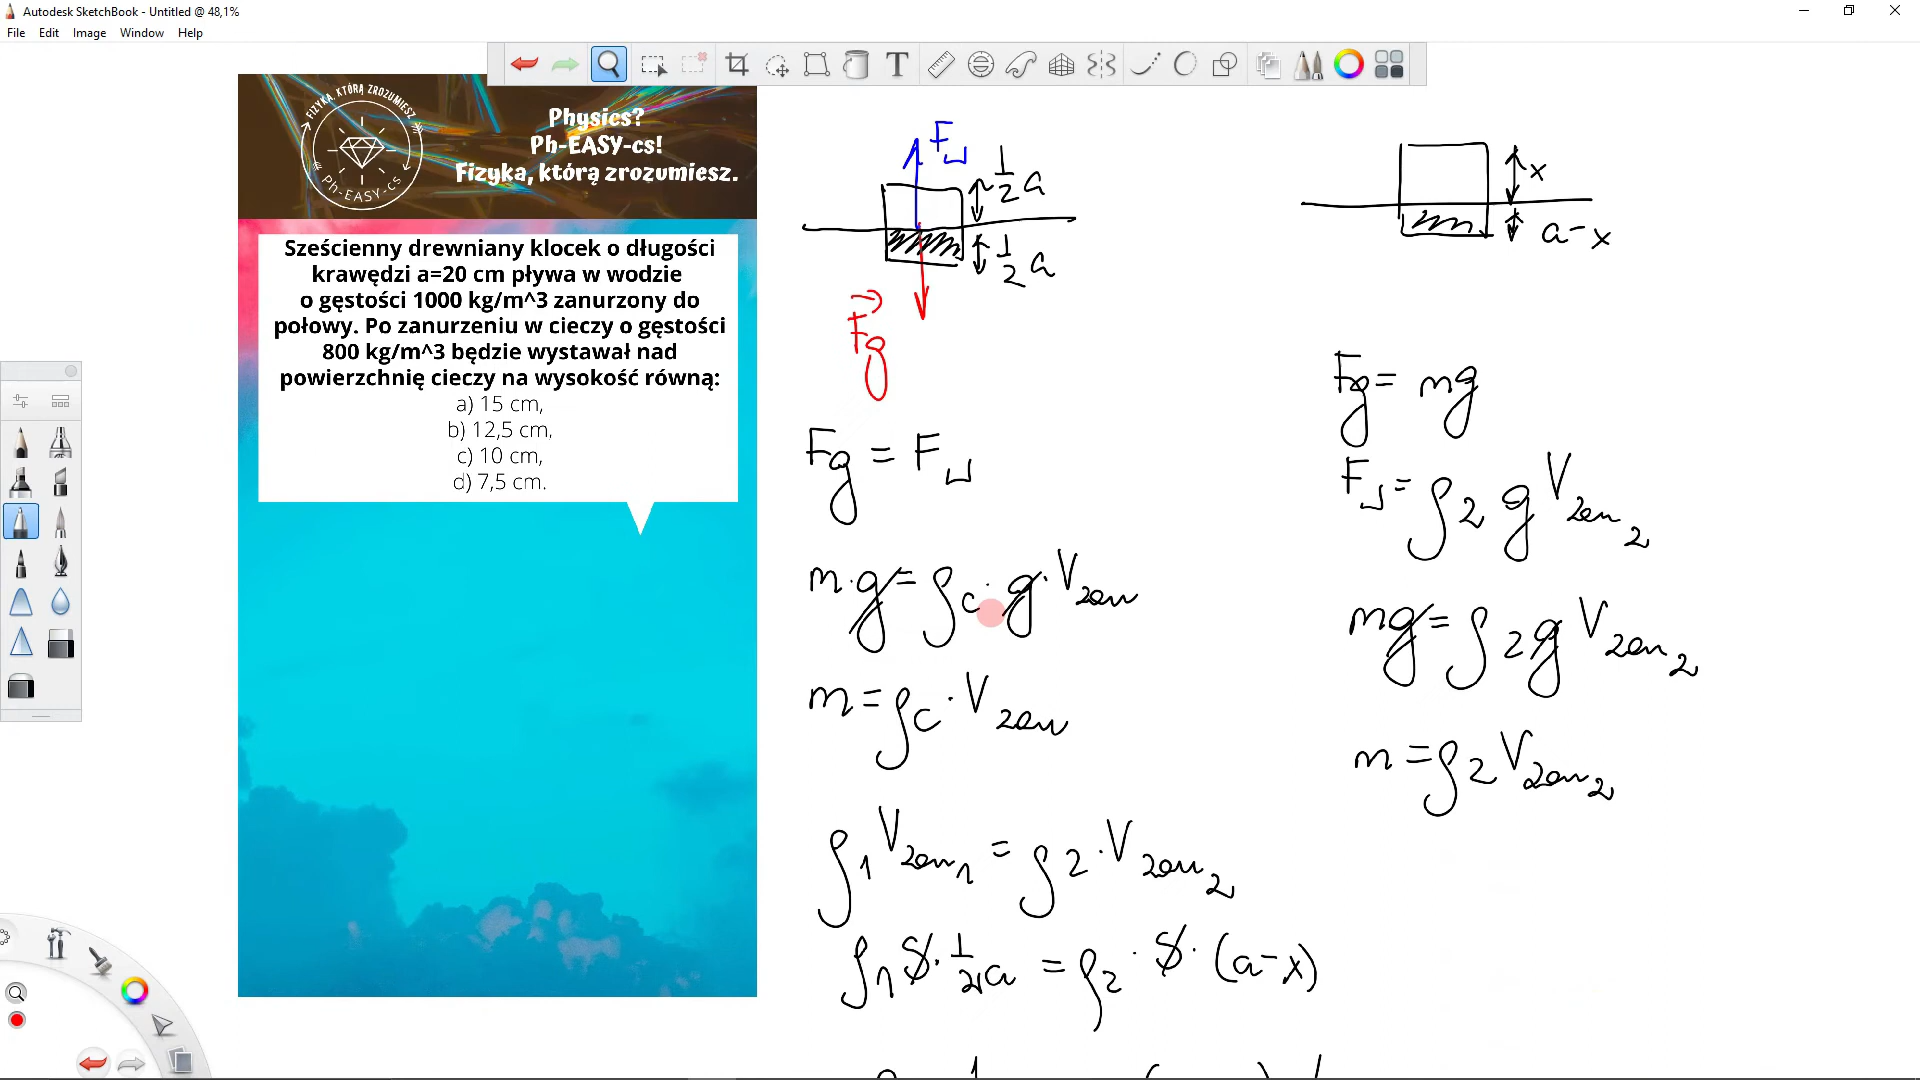 Autodesk SketchBook - Untitled @ 48,1%
File Edit Image Window Help
FIZYKA, KTÓRĄ ZROZUMIESZ
Ph-EASY-cs
Physics?
Ph-EASY-cs!
Fizyka, którą zrozumiesz.
Sześcienny drewniany klocek o długości
krawędzi a=20 cm pływa w wodzie
o gęstości 1000 kg/m^3 zanurzony do
połowy. Po zanurzeniu w cieczy o gęstości
800 kg/m^3 będzie wystawał nad
powierzchnię cieczy na wysokość równą:
a) 15 cm,
b) 12,5 cm,
c) 10 cm,
d) 7,5 cm.
Fw
1/2 a
1/2 a
Fg
Fg = Fw
m·g = ρc·g·Vzan
m = ρc·Vzan
ρ1 Vzan1 = ρ2·Vzan2
ρ1 S·1/2 a = ρ2·S·(a-x)
x
a-x
Fg = mg
Fw = ρ2 g Vzan2
mg = ρ2 g Vzan2
m = ρ2 Vzan2